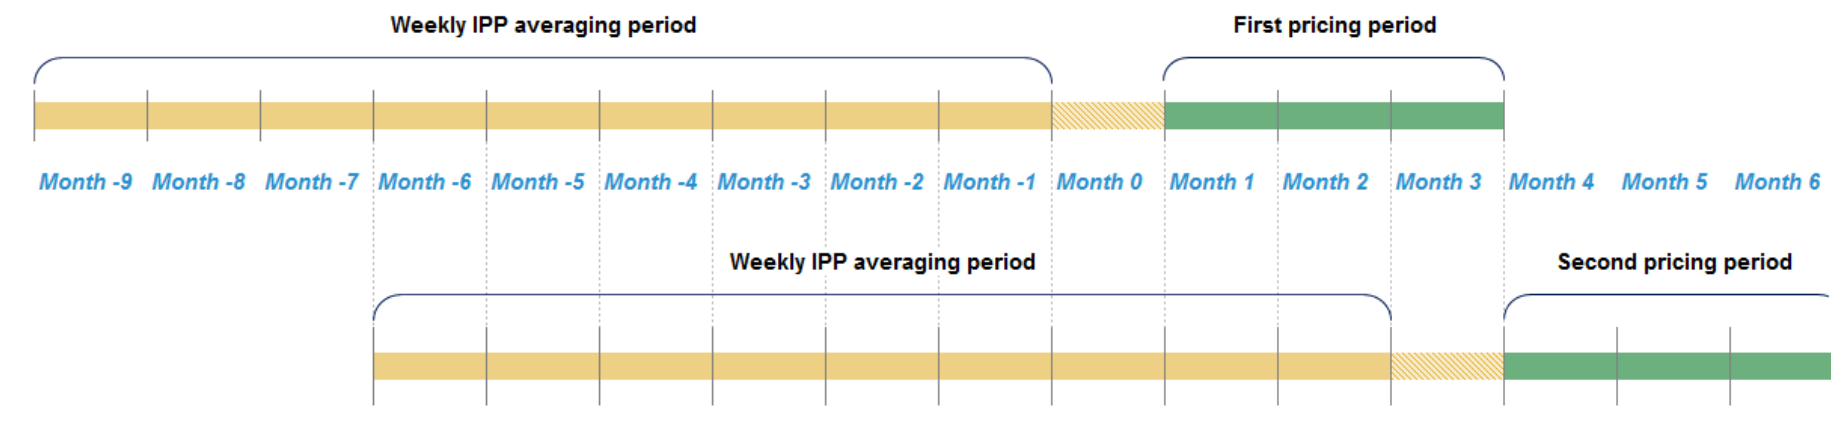 Weekly IPP averaging period First pricing period
Month -9 Month -8 Month -7 Month -6 Month -5 Month -4 Month -3 Month -2 Month -1 Month 0 Month 1 Month 2 Month 3 Month 4 Month 5 Month 6
Weekly IPP averaging period Second pricing period